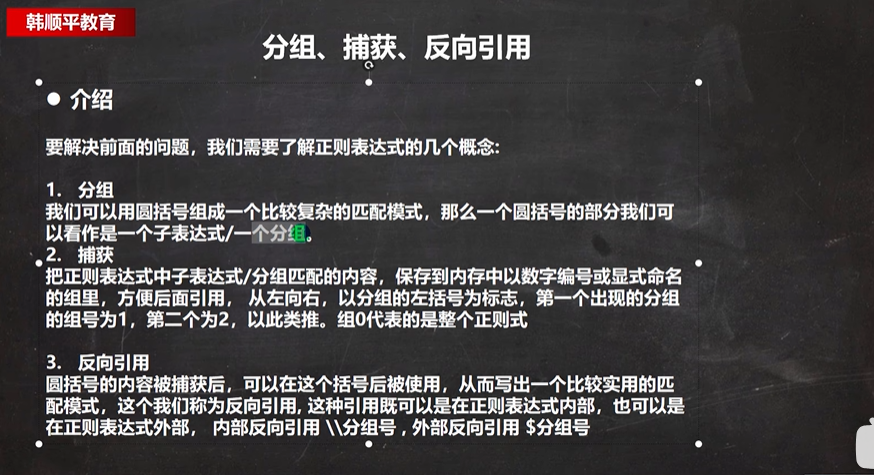 韩顺平教育
分组、捕获、反向引用
● 介绍
要解决前面的问题，我们需要了解正则表达式的几个概念:
1. 分组
我们可以用圆括号组成一个比较复杂的匹配模式，那么一个圆括号的部分我们可
以看作是一个子表达式/一个分组。
2. 捕获
把正则表达式中子表达式/分组匹配的内容，保存到内存中以数字编号或显式命名
的组里，方便后面引用， 从左向右，以分组的左括号为标志，第一个出现的分组
的组号为1，第二个为2，以此类推。组0代表的是整个正则式
3. 反向引用
圆括号的内容被捕获后，可以在这个括号后被使用，从而写出一个比较实用的匹
配模式，这个我们称为反向引用, 这种引用既可以是在正则表达式内部，也可以是
在正则表达式外部， 内部反向引用 \\分组号 , 外部反向引用 $分组号